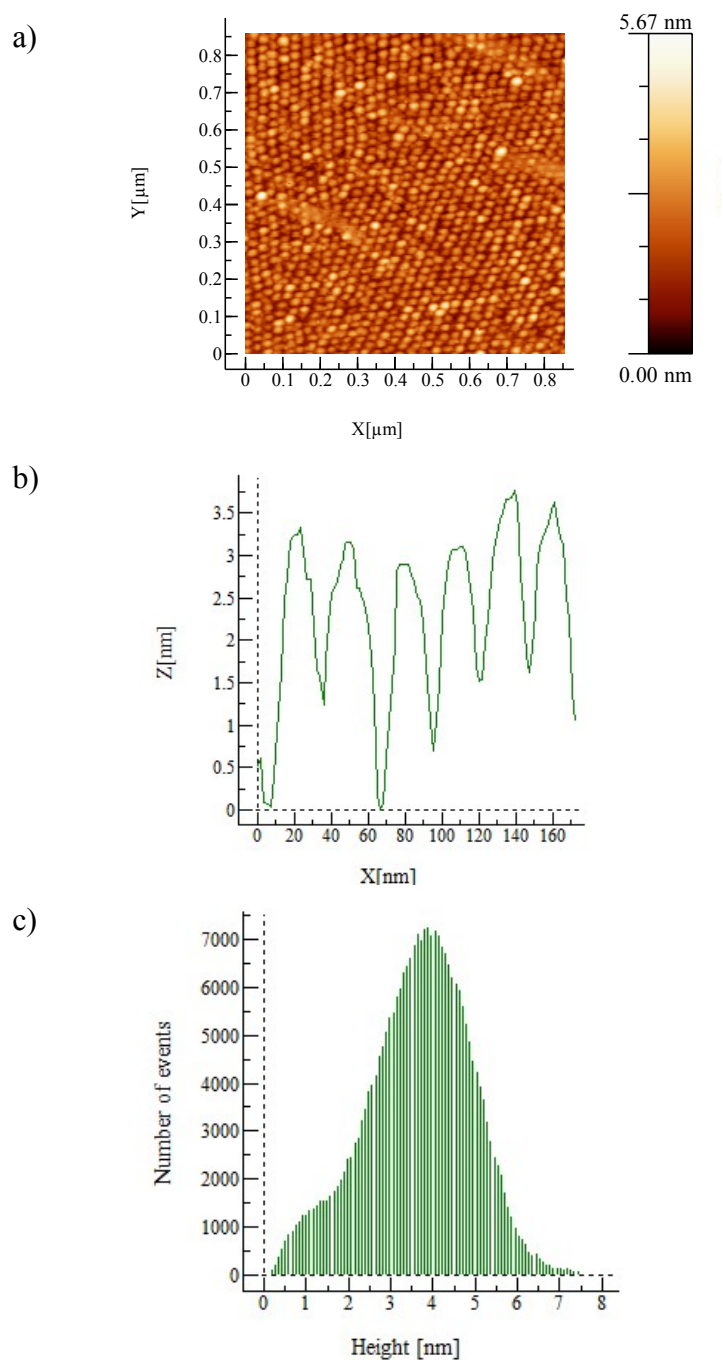 a)
5.67 nm
0.8
0.7
0.6
0.5
0.4
0.3
0.2
0.1
0
Y[µm]
0 0.1 0.2 0.3 0.4 0.5 0.6 0.7 0.8
X[µm]
0.00 nm
b)
3.5
3
2.5
2
1.5
1
0.5
0
Z[nm]
0 20 40 60 80 100 120 140 160
X[nm]
c)
7000
6000
5000
4000
3000
2000
1000
0
Number of events
0 1 2 3 4 5 6 7 8
Height [nm]